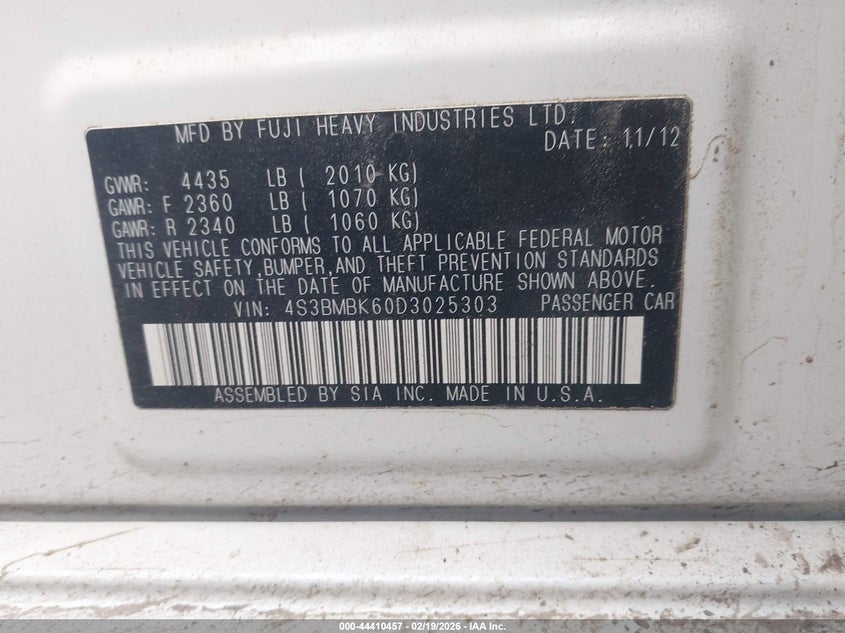 MFD BY FUJI HEAVY INDUSTRIES LTD.
DATE: 11/12
GVWR: 4435 LB ( 2010 KG)
GAWR: F 2360 LB ( 1070 KG)
GAWR: R 2340 LB ( 1060 KG)
THIS VEHICLE CONFORMS TO ALL APPLICABLE FEDERAL MOTOR
VEHICLE SAFETY,BUMPER,AND THEFT PREVENTION STANDARDS
IN EFFECT ON THE DATE OF MANUFACTURE SHOWN ABOVE.
VIN: 4S3BMBK60D3025303 PASSENGER CAR
ASSEMBLED BY SIA INC. MADE IN U.S.A.
000-44410457 - 02/19/2026 - IAA Inc.